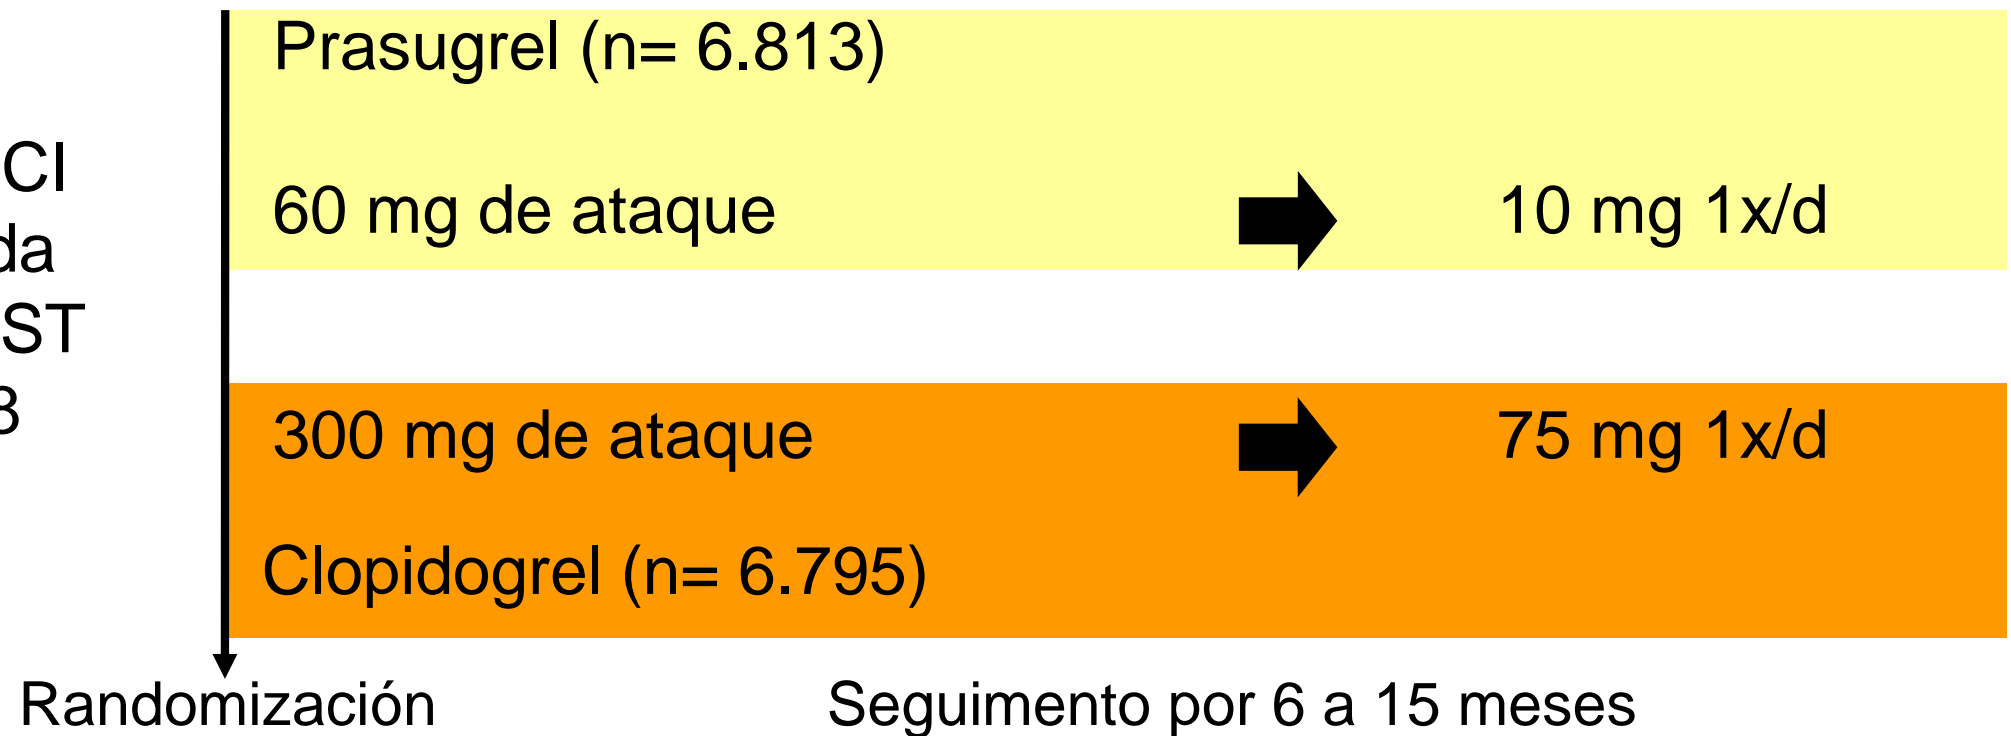 Prasugrel (n= 6.813)
CI
da
60 mg de ataque 10 mg 1x/d
ST
3
300 mg de ataque 75 mg 1x/d
Clopidogrel (n= 6.795)
Randomización Seguimento por 6 a 15 meses